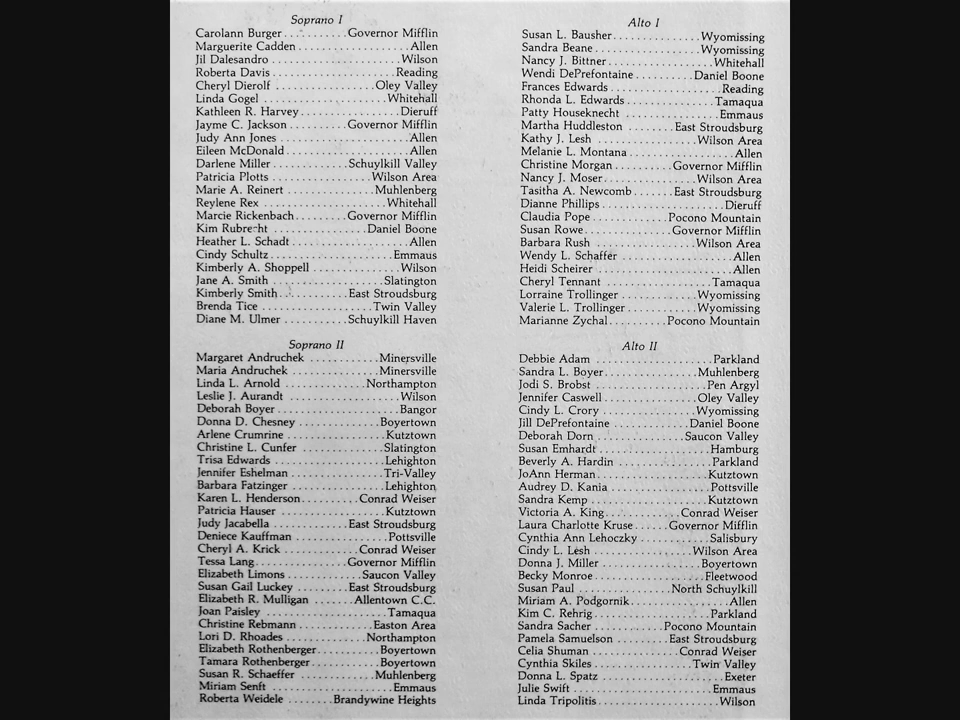 Soprano I
Carolann Burger..........Governor Mifflin
Marguerite Cadden..................Allen
Jil Dalesandro......................Wilson
Roberta Davis....................Reading
Cheryl Dierolf................Oley Valley
Linda Gogel....................Whitehall
Kathleen R. Harvey.................Dieruff
Jayme C. Jackson.........Governor Mifflin
Judy Ann Jones......................Allen
Eileen McDonald....................Allen
Darlene Miller............Schuylkill Valley
Patricia Plotts.................Wilson Area
Marie A. Reinert..............Muhlenberg
Reylene Rex....................Whitehall
Marcie Rickenbach........Governor Mifflin
Kim Rubrecht...............Daniel Boone
Heather L. Schadt...................Allen
Cindy Schultz.....................Emmaus
Kimberly A. Shoppell...............Wilson
Jane A. Smith..................Slatington
Kimberly Smith...........East Stroudsburg
Brenda Tice..................Twin Valley
Diane M. Ulmer..........Schuylkill Haven
Soprano II
Margaret Andruchek...........Minersville
Maria Andruchek..............Minersville
Linda L. Arnold.............Northampton
Leslie J. Aurandt...................Wilson
Deborah Boyer....................Bangor
Donna D. Chesney.............Boyertown
Arlene Crumrine................Kutztown
Christine L. Cunfer.............Slatington
Trisa Edwards..................Lehighton
Jennifer Eshelman...............Tri-Valley
Barbara Fatzinger...............Lehighton
Karen L. Henderson.........Conrad Weiser
Patricia Hauser..................Kutztown
Judy Jacabella.............East Stroudsburg
Deniece Kauffman...............Pottsville
Cheryl A. Krick.............Conrad Weiser
Tessa Lang...............Governor Mifflin
Elizabeth Limons............Saucon Valley
Susan Gail Luckey.........East Stroudsburg
Elizabeth R. Mulligan.......Allentown C.C.
Joan Paisley.....................Tamaqua
Christine Rebmann............Easton Area
Lori D. Rhoades.............Northampton
Elizabeth Rothenberger..........Boyertown
Tamara Rothenberger...........Boyertown
Susan R. Schaeffer............Muhlenberg
Miriam Senft.....................Emmaus
Roberta Weidele........Brandywine Heights
Alto I
Susan L. Bausher..............Wyomissing
Sandra Beane.................Wyomissing
Nancy J. Bittner................Whitehall
Wendi DePrefontaine.........Daniel Boone
Frances Edwards..................Reading
Rhonda L. Edwards..............Tamaqua
Patty Houseknecht................Emmaus
Martha Huddleston........East Stroudsburg
Kathy J. Lesh................Wilson Area
Melanie L. Montana.................Allen
Christine Morgan.........Governor Mifflin
Nancy J. Moser...............Wilson Area
Tasitha A. Newcomb......East Stroudsburg
Dianne Phillips....................Dieruff
Claudia Pope............Pocono Mountain
Susan Rowe.............Governor Mifflin
Barbara Rush................Wilson Area
Wendy L. Schaffer..................Allen
Heidi Scheirer......................Allen
Cheryl Tennant.................Tamaqua
Lorraine Trollinger............Wyomissing
Valerie L. Trollinger...........Wyomissing
Marianne Zychal.........Pocono Mountain
Alto II
Debbie Adam..................Parkland
Sandra L. Boyer..............Muhlenberg
Jodi S. Brobst.................Pen Argyl
Jennifer Caswell...............Oley Valley
Cindy L. Crory...............Wyomissing
Jill DePrefontaine............Daniel Boone
Deborah Dorn..............Saucon Valley
Susan Emhardt.................Hamburg
Beverly A. Hardin..............Parkland
JoAnn Herman.................Kutztown
Audrey D. Kania................Pottsville
Sandra Kemp...................Kutztown
Victoria A. King............Conrad Weiser
Laura Charlotte Kruse.....Governor Mifflin
Cynthia Ann Lehoczky..........Salisbury
Cindy L. Lesh................Wilson Area
Donna J. Miller................Boyertown
Becky Monroe.................Fleetwood
Susan Paul..............North Schuylkill
Miriam A. Podgornik................Allen
Kim C. Rehrig..................Parkland
Sandra Sacher...........Pocono Mountain
Pamela Samuelson........East Stroudsburg
Celia Shuman.............Conrad Weiser
Cynthia Skiles................Twin Valley
Donna L. Spatz....................Exeter
Julie Swift.......................Emmaus
Linda Tripolitis....................Wilson